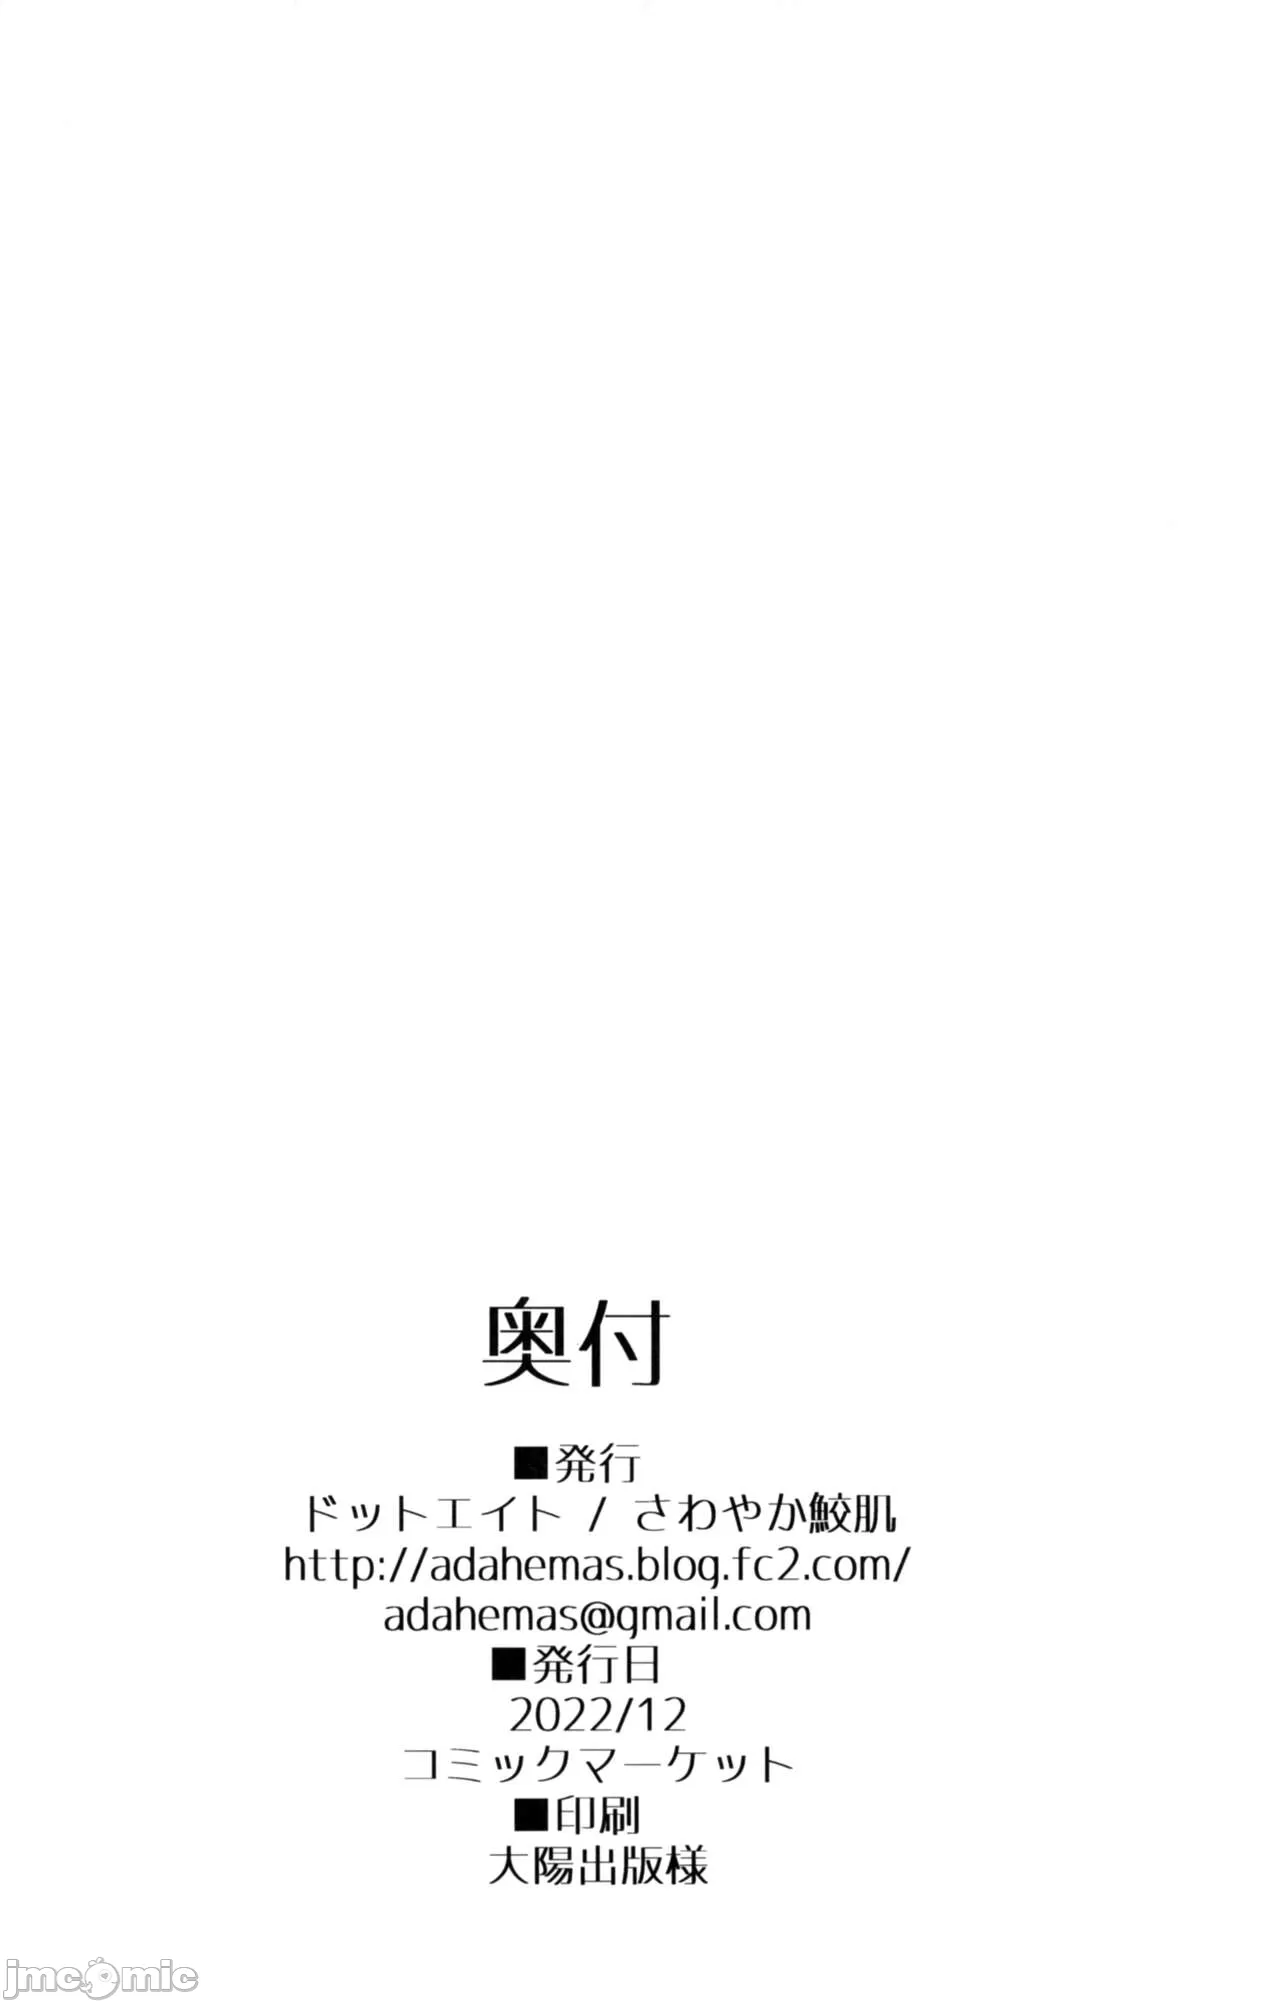 奥付
■発行
ドットエイト / さわやか鮫肌
http://adahemas.blog.fc2.com/
adahemas@gmail.com
■発行日
2022/12
コミックマーケット
■印刷
大陽出版様
jmcomic